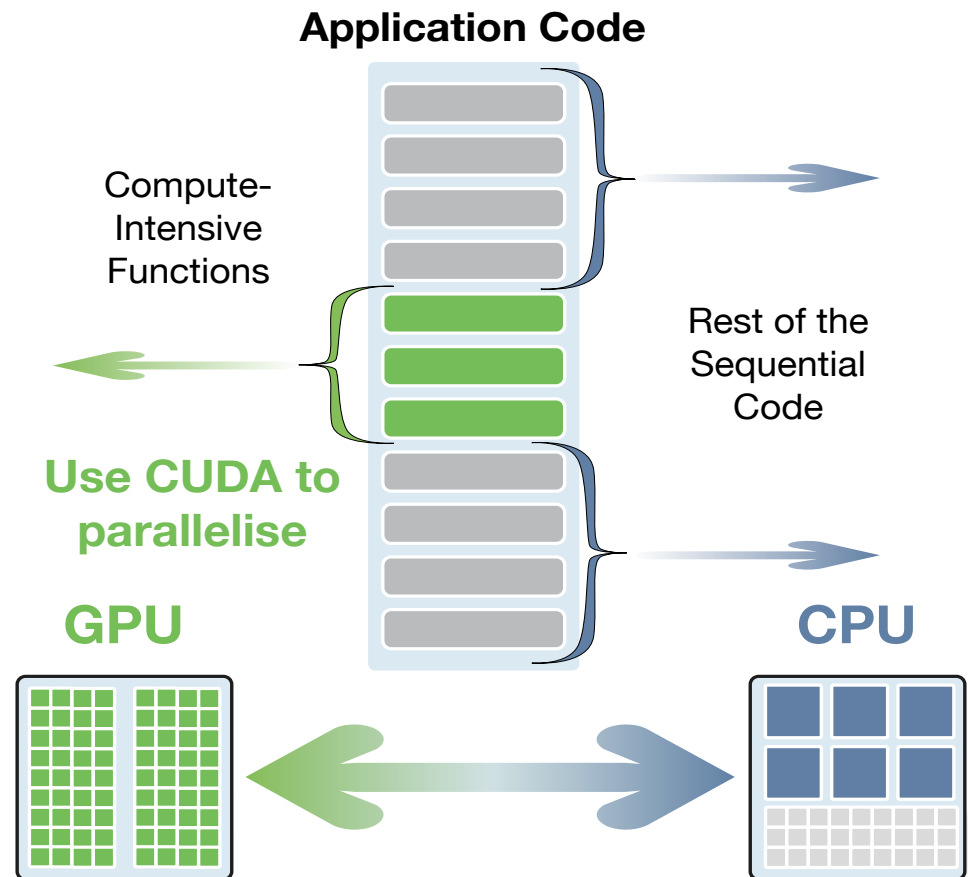 Application Code
Compute-
Intensive
Functions
Rest of the
Sequential
Code
Use CUDA to
parallelise
GPU
CPU